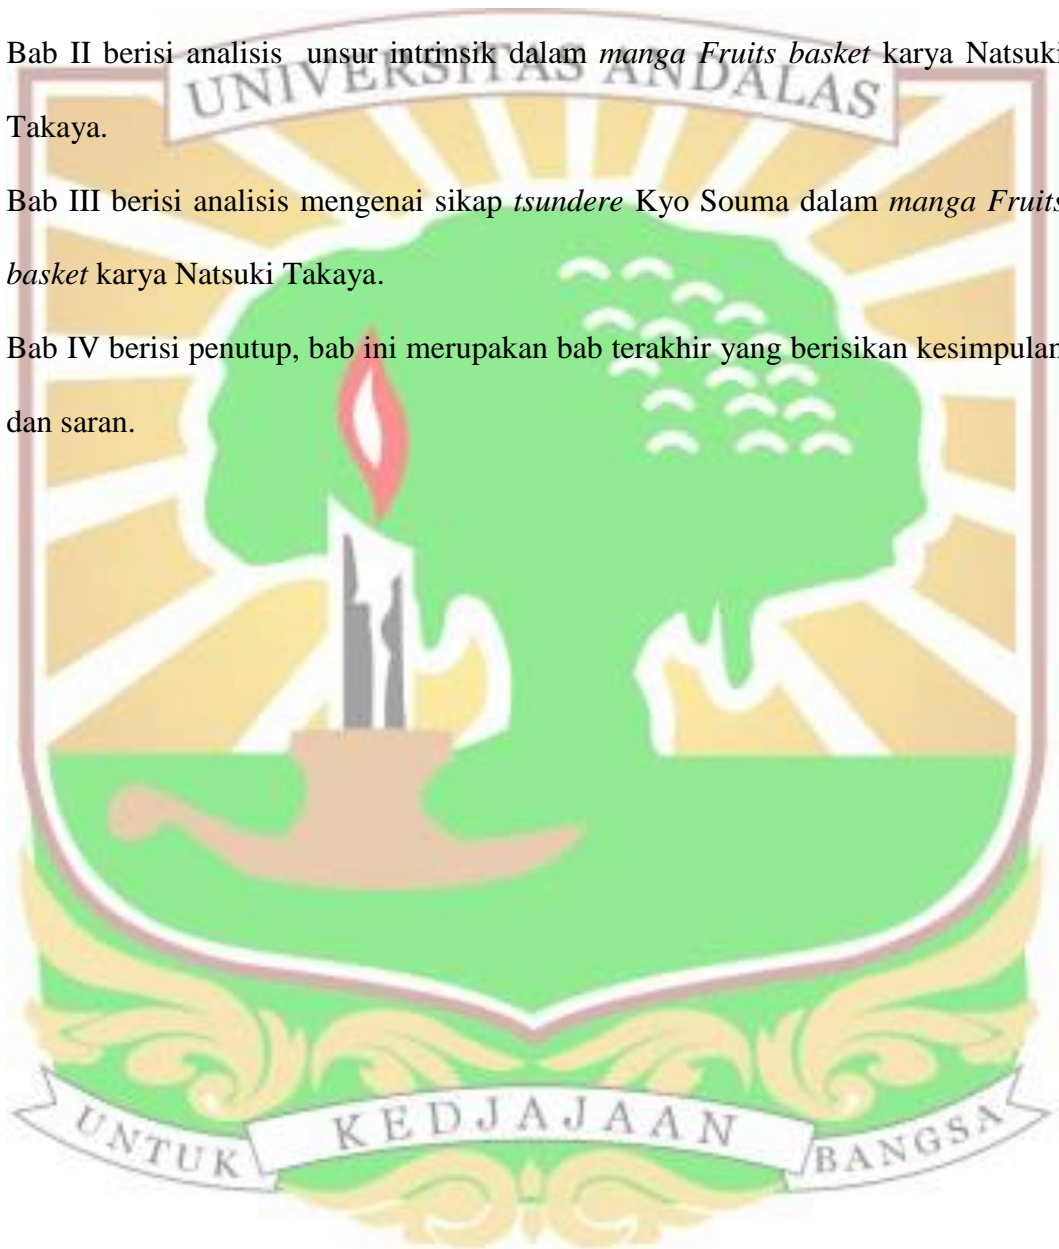 Bab II berisi analisis  unsur intrinsik dalam manga Fruits basket karya Natsuki
UNIVERSITAS ANDALAS
Takaya.
Bab III berisi analisis mengenai sikap tsundere Kyo Souma dalam manga Fruits
basket karya Natsuki Takaya.
Bab IV berisi penutup, bab ini merupakan bab terakhir yang berisikan kesimpulan
dan saran.
UNTUK KEDJAJAAN BANGSA